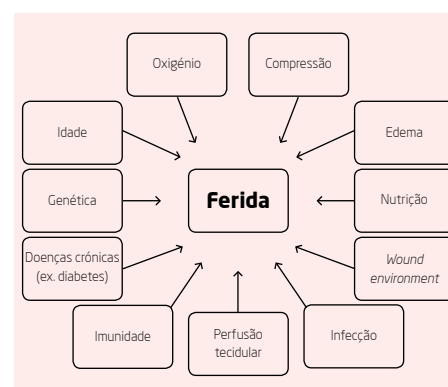 Oxigénio
Compressão
Idade
Edema
Genética
Ferida
Nutrição
Doenças crónicas
(ex. diabetes)
Wound
environment
Imunidade
Perfusão
tecidular
Infecção